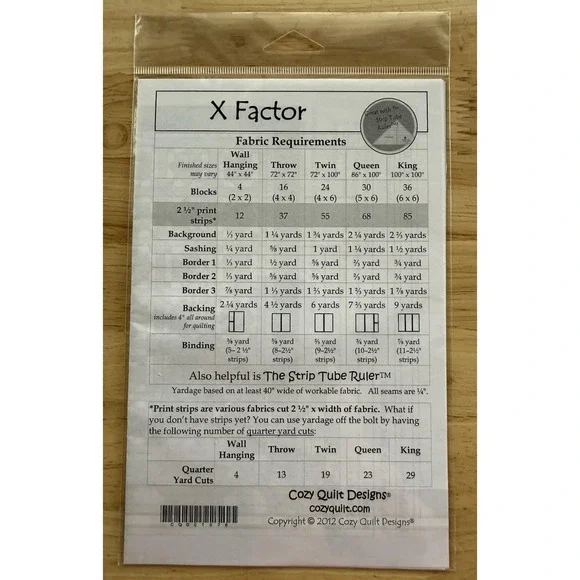 X Factor
Great with the
Strip Tube
Ruler
Fabric Requirements
Finished sizes may vary | Wall Hanging 44" x 44" | Throw 72" x 72" | Twin 72" x 100" | Queen 86" x 100" | King 100" x 100"
Blocks | 4 (2 x 2) | 16 (4 x 4) | 24 (4 x 6) | 30 (5 x 6) | 36 (6 x 6)
2 ½" print strips* | 12 | 37 | 55 | 68 | 85
Background | ⅓ yard | 1 ¼ yards | 1 ¾ yards | 2 ¼ yards | 2 ⅔ yards
Sashing | ¼ yard | ⅝ yard | 1 yard | 1 ¼ yards | 1 ½ yards
Border 1 | ⅓ yard | ½ yard | ⅝ yard | ⅔ yard | ¾ yard
Border 2 | ⅓ yard | ⅝ yard | ⅝ yard | ⅔ yard | ¾ yard
Border 3 | ⅞ yard | 1 ⅓ yards | 1 ⅔ yards | 1 ⅔ yards | 1 ⅞ yards
Backing includes 4" all around for quilting | 2 ¼ yards | 4 ½ yards | 6 yards | 7 ⅔ yards | 9 yards
Binding | ⅜ yard (5– 2 ½" strips) | ⅝ yard (8–2½" strips) | ⅔ yard (9–2½" strips) | ¾ yard (10–2½" strips) | ⅞ yard (11–2½" strips)
Also helpful is The Strip Tube Ruler™
Yardage based on at least 40" wide of workable fabric. All seams are ¼".
*Print strips are various fabrics cut 2 ½" x width of fabric. What if
you don't have strips yet? You can use yardage off the bolt by having
the following number of quarter yard cuts:
Wall Hanging | Throw | Twin | Queen | King
Quarter Yard Cuts | 4 | 13 | 19 | 23 | 29
Cozy Quilt Designs®
cozyquilt.com
Copyright © 2012 Cozy Quilt Designs®